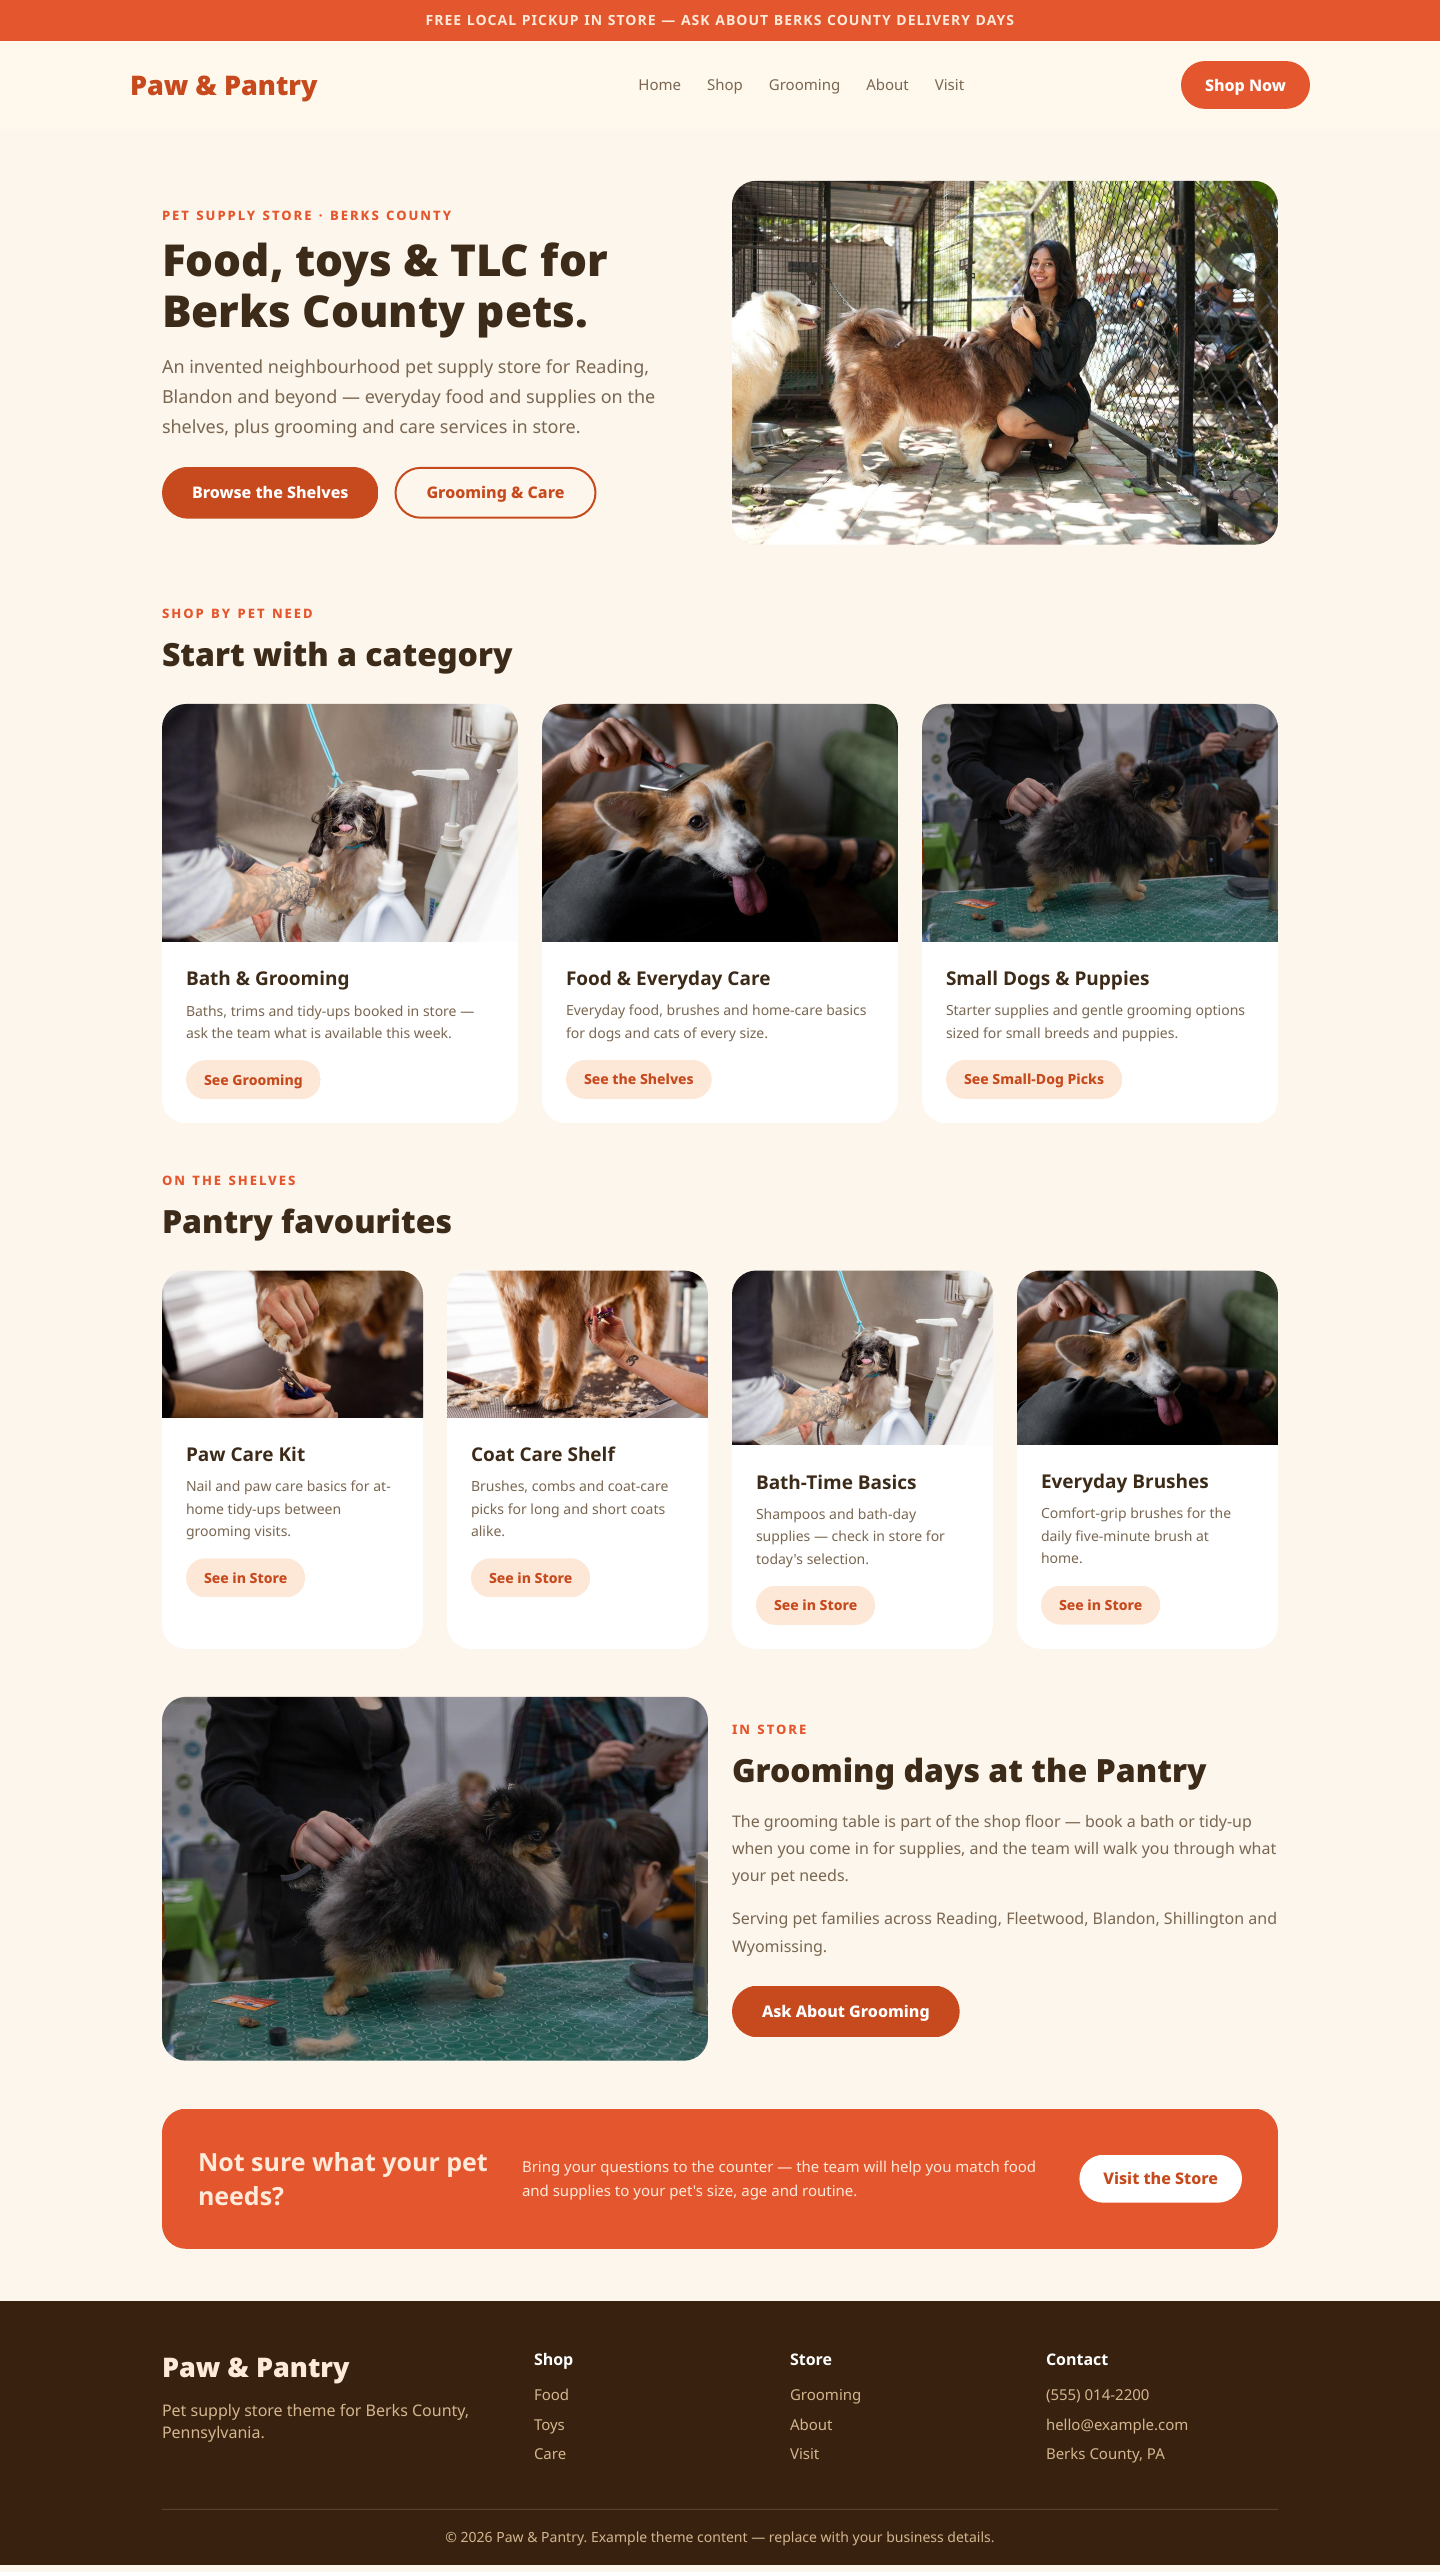 FREE LOCAL PICKUP IN STORE — ASK ABOUT BERKS COUNTY DELIVERY DAYS
Paw & Pantry
Home
Shop
Grooming
About
Visit
Shop Now
PET SUPPLY STORE · BERKS COUNTY
Food, toys & TLC for
Berks County pets.
An invented neighbourhood pet supply store for Reading,
Blandon and beyond — everyday food and supplies on the
shelves, plus grooming and care services in store.
Browse the Shelves
Grooming & Care
SHOP BY PET NEED
Start with a category
Bath & Grooming
Baths, trims and tidy-ups booked in store —
ask the team what is available this week.
See Grooming
Food & Everyday Care
Everyday food, brushes and home-care basics
for dogs and cats of every size.
See the Shelves
Small Dogs & Puppies
Starter supplies and gentle grooming options
sized for small breeds and puppies.
See Small-Dog Picks
ON THE SHELVES
Pantry favourites
Paw Care Kit
Nail and paw care basics for at-
home tidy-ups between
grooming visits.
See in Store
Coat Care Shelf
Brushes, combs and coat-care
picks for long and short coats
alike.
See in Store
Bath-Time Basics
Shampoos and bath-day
supplies — check in store for
today's selection.
See in Store
Everyday Brushes
Comfort-grip brushes for the
daily five-minute brush at
home.
See in Store
IN STORE
Grooming days at the Pantry
The grooming table is part of the shop floor — book a bath or tidy-up
when you come in for supplies, and the team will walk you through what
your pet needs.
Serving pet families across Reading, Fleetwood, Blandon, Shillington and
Wyomissing.
Ask About Grooming
Not sure what your pet
needs?
Bring your questions to the counter — the team will help you match food
and supplies to your pet's size, age and routine.
Visit the Store
Paw & Pantry
Pet supply store theme for Berks County,
Pennsylvania.
Shop
Food
Toys
Care
Store
Grooming
About
Visit
Contact
(555) 014-2200
hello@example.com
Berks County, PA
© 2026 Paw & Pantry. Example theme content — replace with your business details.